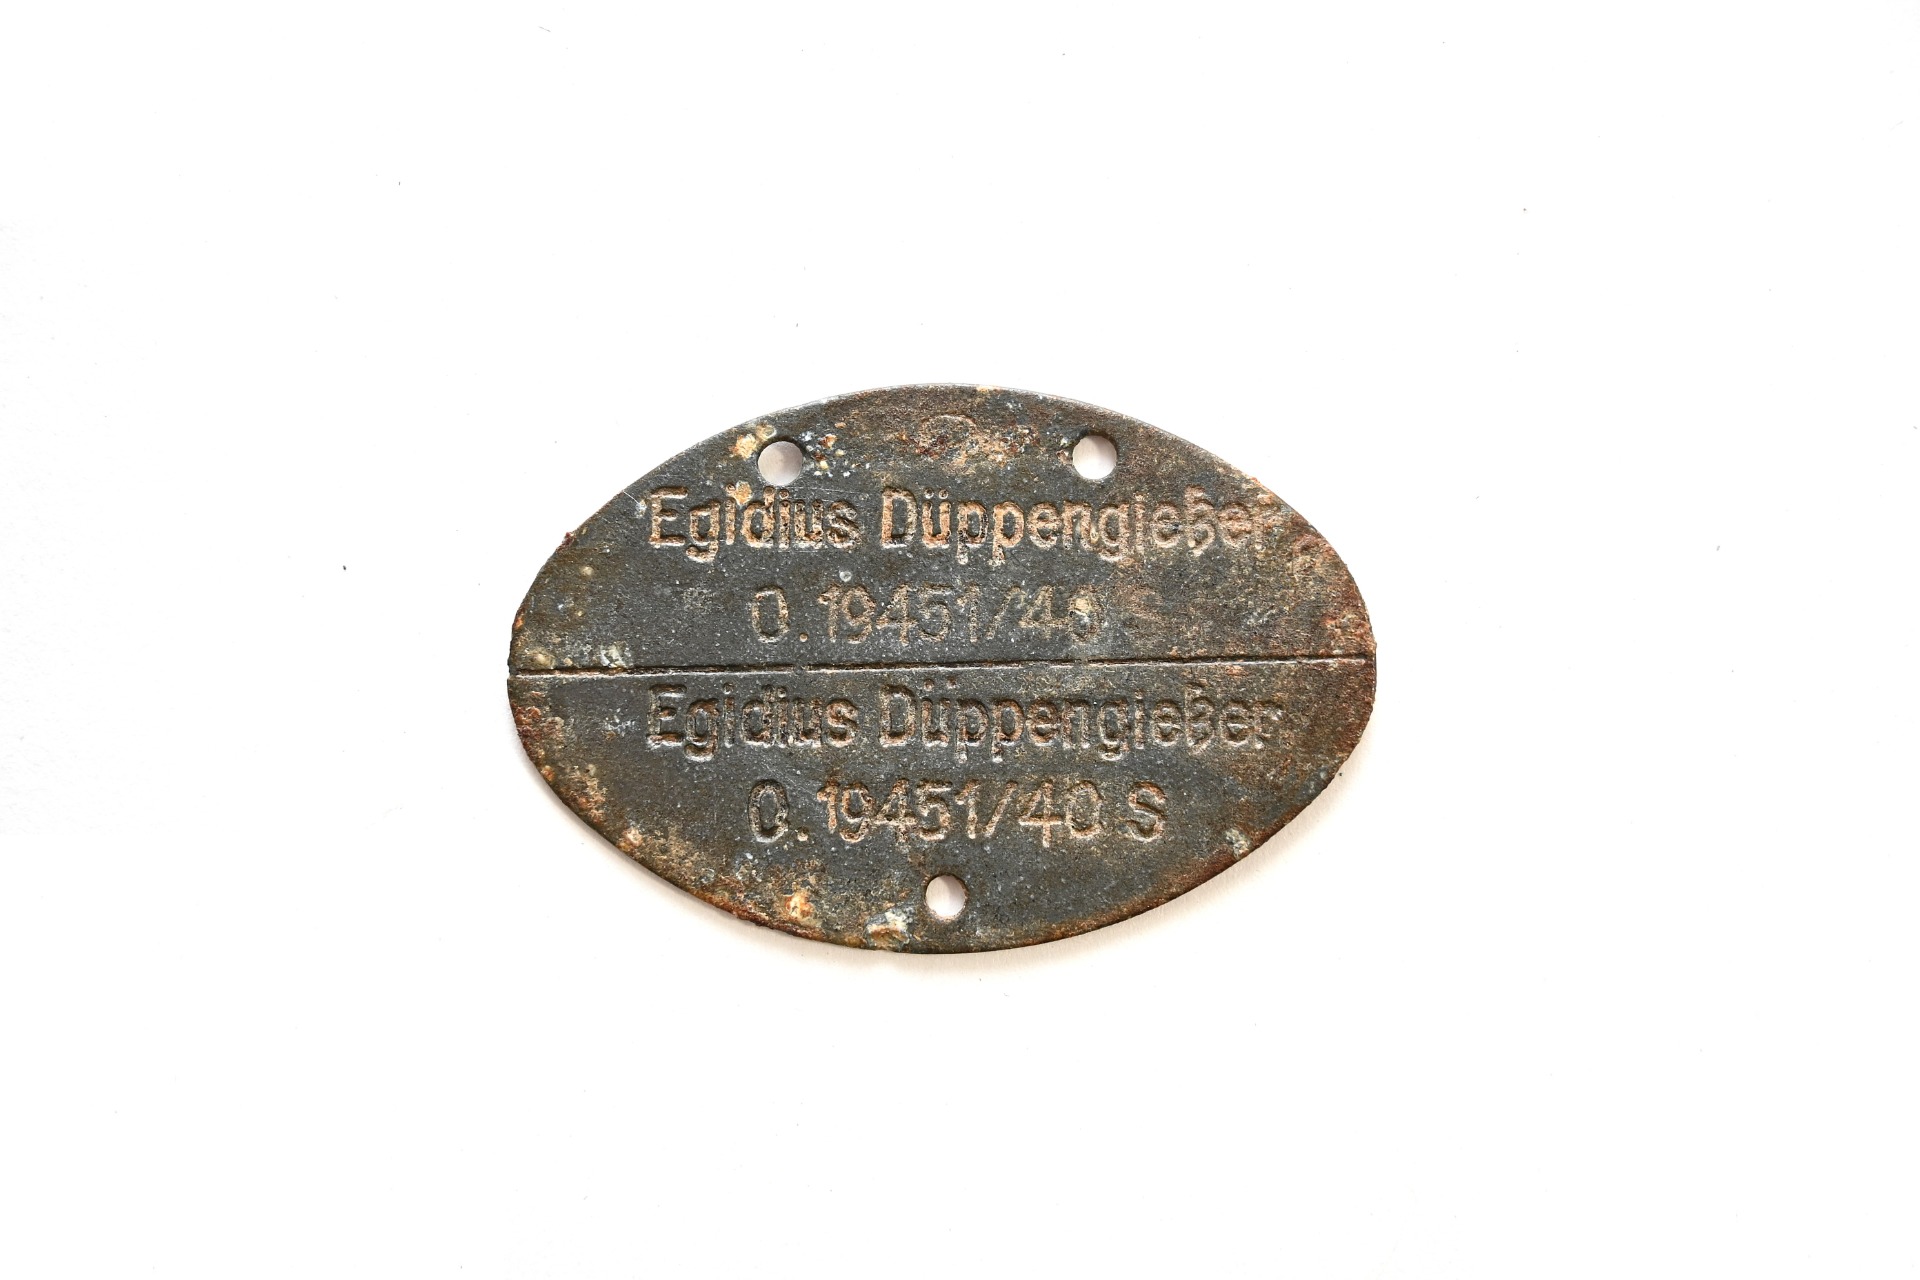 Egidius Düppengießer
O. 19451/40 S
Egidius Düppengießer
O. 19451/40 S